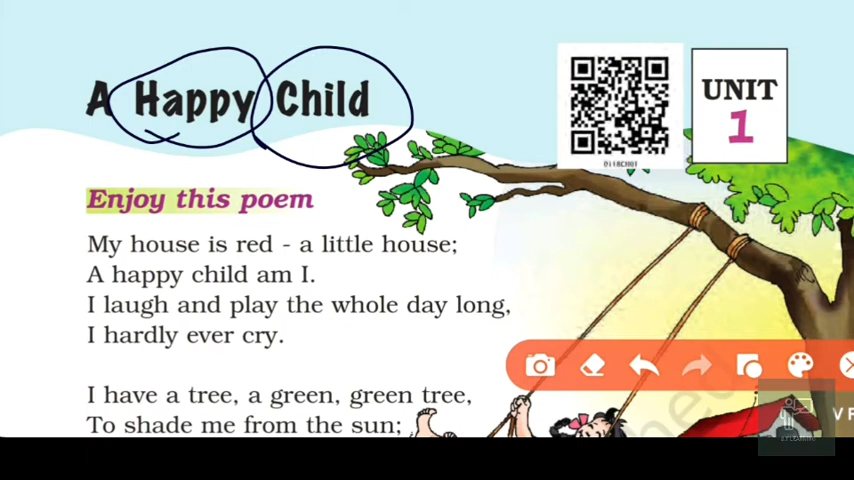 A Happy Child
UNIT
1
0118CH01
Enjoy this poem
My house is red - a little house;
A happy child am I.
I laugh and play the whole day long,
I hardly ever cry.
I have a tree, a green, green tree,
To shade me from the sun;